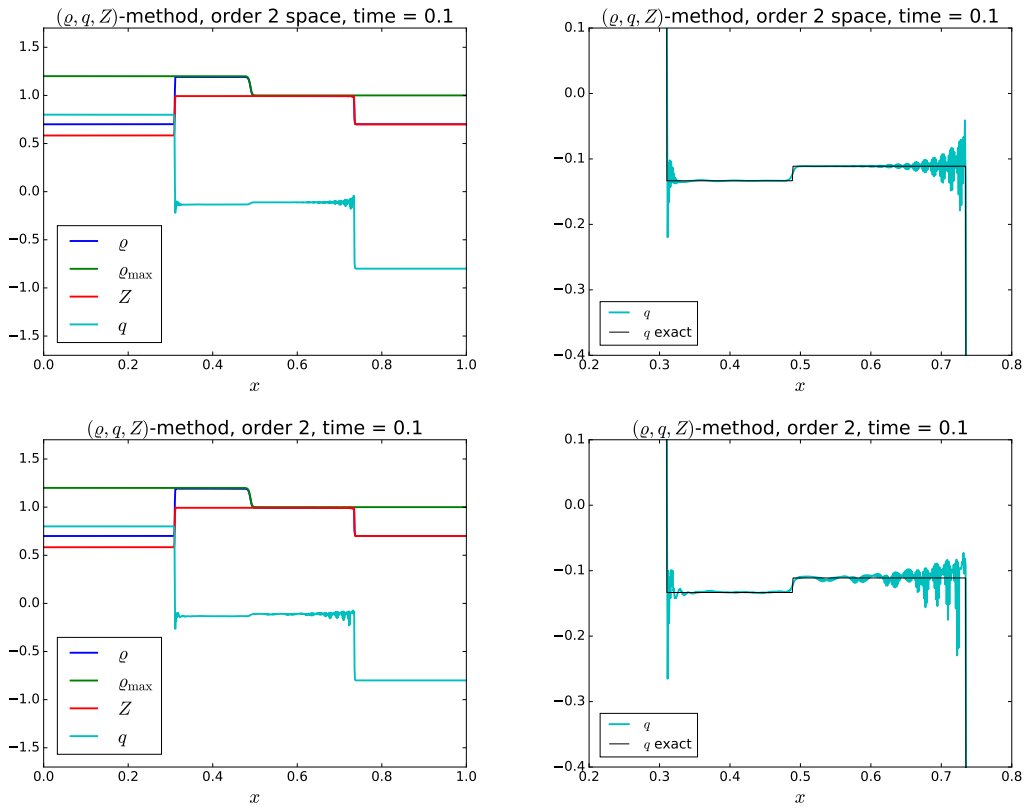 (ϱ, q, Z)-method, order 2 space, time = 0.1
1.5
1.0
0.5
0.0
−0.5
−1.0
−1.5
ϱ
ϱmax
Z
q
0.0 0.2 0.4 0.6 0.8 1.0
x
(ϱ, q, Z)-method, order 2 space, time = 0.1
0.1
0.0
−0.1
−0.2
−0.3
−0.4
q
q exact
0.2 0.3 0.4 0.5 0.6 0.7 0.8
x
(ϱ, q, Z)-method, order 2, time = 0.1
1.5
1.0
0.5
0.0
−0.5
−1.0
−1.5
ϱ
ϱmax
Z
q
0.0 0.2 0.4 0.6 0.8 1.0
x
(ϱ, q, Z)-method, order 2, time = 0.1
0.1
0.0
−0.1
−0.2
−0.3
−0.4
q
q exact
0.2 0.3 0.4 0.5 0.6 0.7 0.8
x